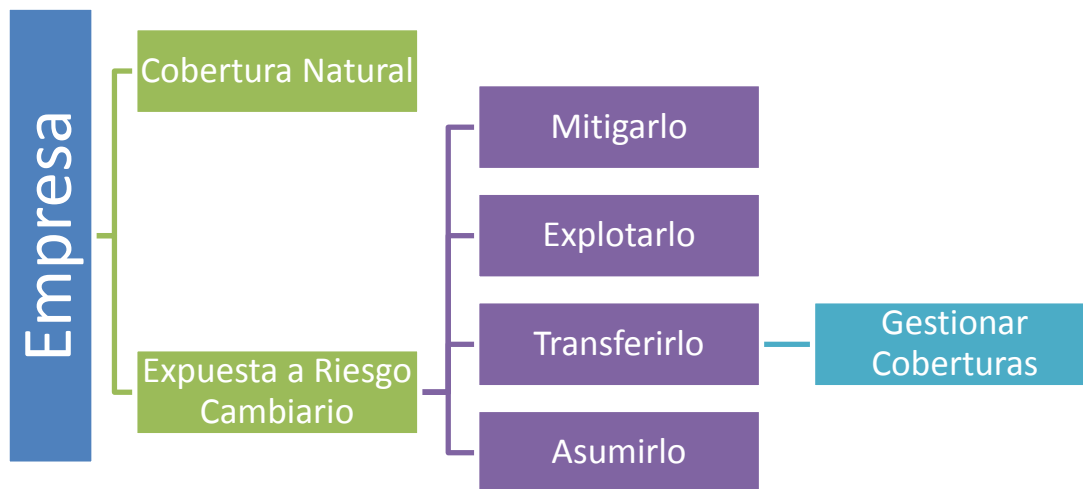 Empresa
Cobertura Natural
Expuesta a Riesgo
Cambiario
Mitigarlo
Explotarlo
Transferirlo
Asumirlo
Gestionar
Coberturas